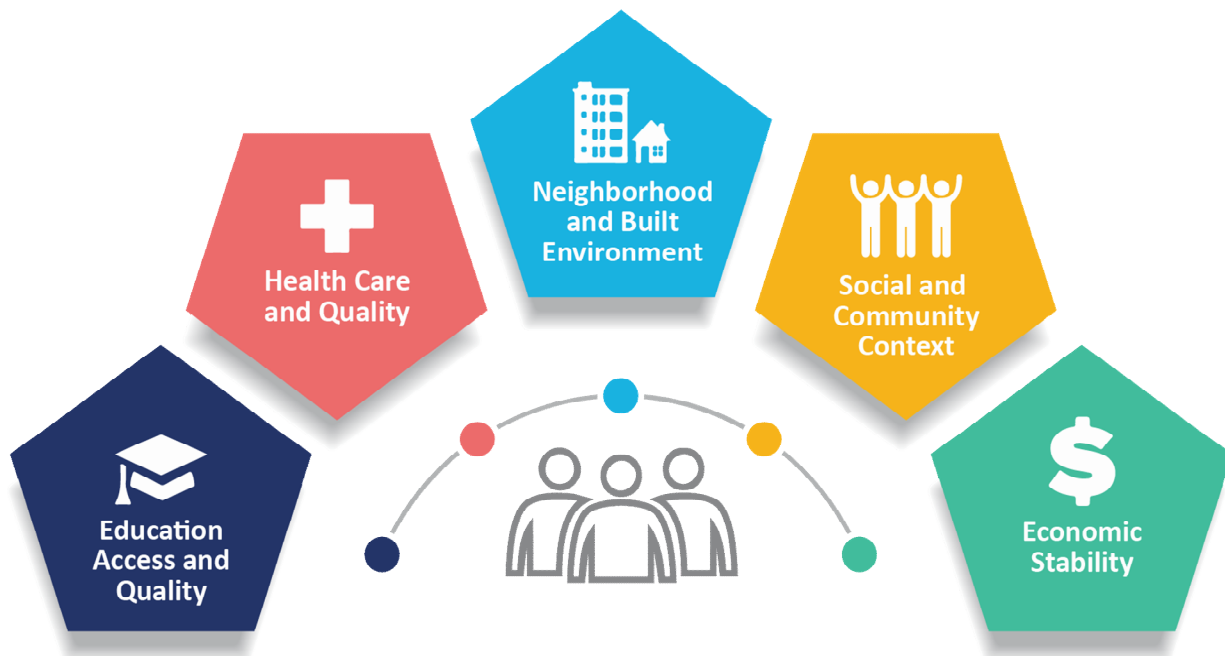 Neighborhood
and Built
Environment
Health Care
and Quality
Social and
Community
Context
Education
Access and
Quality
$
Economic
Stability